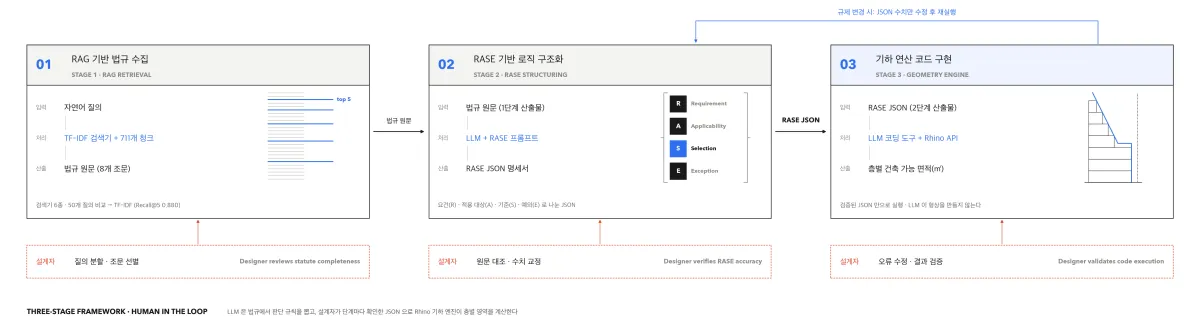 규제 변경 시: JSON 수치만 수정 후 재실행
01
RAG 기반 법규 수집
STAGE 1 · RAG RETRIEVAL
입력
자연어 질의
처리
TF-IDF 검색기 + 711개 청크
산출
법규 원문 (8개 조문)
top 5
검색기 6종 · 50개 질의 비교 → TF-IDF (Recall@5 0.880)
법규 원문
02
RASE 기반 로직 구조화
STAGE 2 · RASE STRUCTURING
입력
법규 원문 (1단계 산출물)
처리
LLM + RASE 프롬프트
산출
RASE JSON 명세서
R Requirement
A Applicability
S Selection
E Exception
요건(R) · 적용 대상(A) · 기준(S) · 예외(E) 로 나눈 JSON
RASE JSON
03
기하 연산 코드 구현
STAGE 3 · GEOMETRY ENGINE
입력
RASE JSON (2단계 산출물)
처리
LLM 코딩 도구 + Rhino API
산출
층별 건축 가능 면적(㎡)
검증된 JSON 만으로 실행 · LLM 이 형상을 만들지 않는다
설계자 질의 분할 · 조문 선별 Designer reviews statute completeness
설계자 원문 대조 · 수치 교정 Designer verifies RASE accuracy
설계자 오류 수정 · 결과 검증 Designer validates code execution
THREE-STAGE FRAMEWORK · HUMAN IN THE LOOP
LLM 은 법규에서 판단 규칙을 뽑고, 설계자가 단계마다 확인한 JSON 으로 Rhino 기하 엔진이 층별 영역을 계산한다